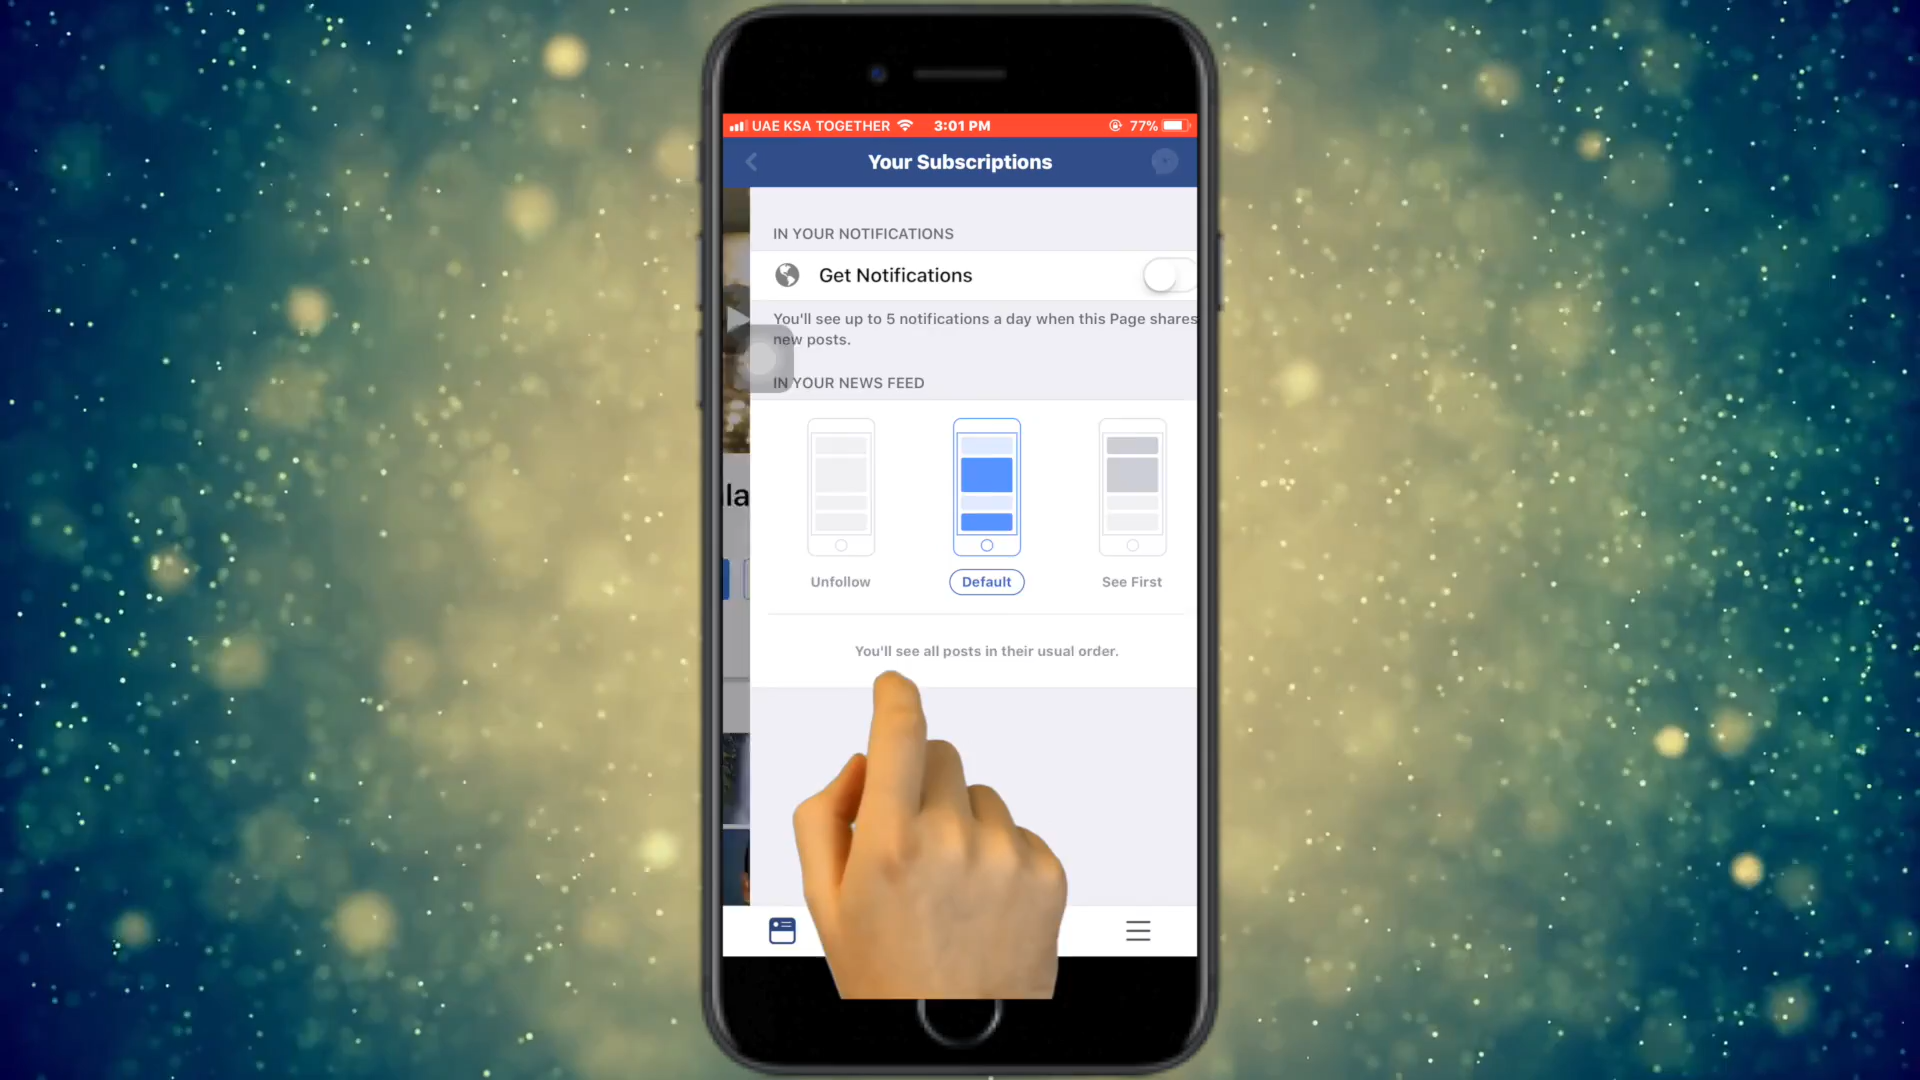 UAE KSA TOGETHER 3:01 PM 77%
Your Subscriptions
IN YOUR NOTIFICATIONS
Get Notifications
You'll see up to 5 notifications a day when this Page shares
new posts.
IN YOUR NEWS FEED
la
Unfollow Default See First
You'll see all posts in their usual order.